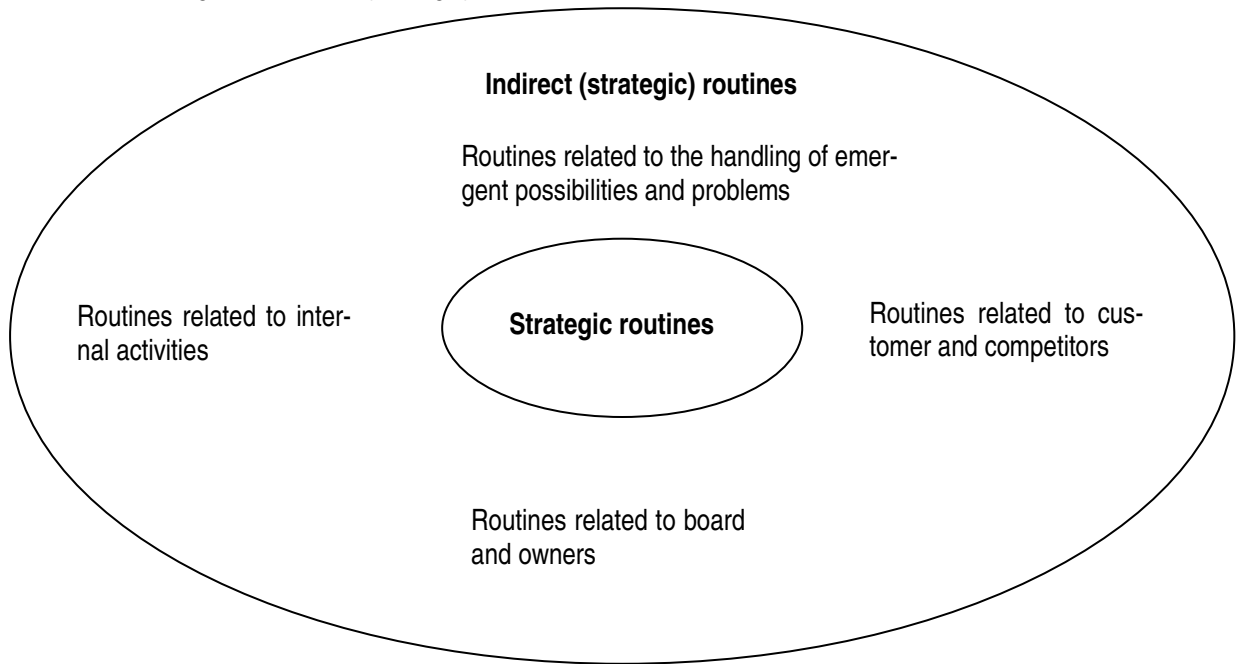 Indirect (strategic) routines
Routines related to the handling of emer-
gent possibilities and problems
Routines related to inter-
nal activities
Strategic routines
Routines related to cus-
tomer and competitors
Routines related to board
and owners